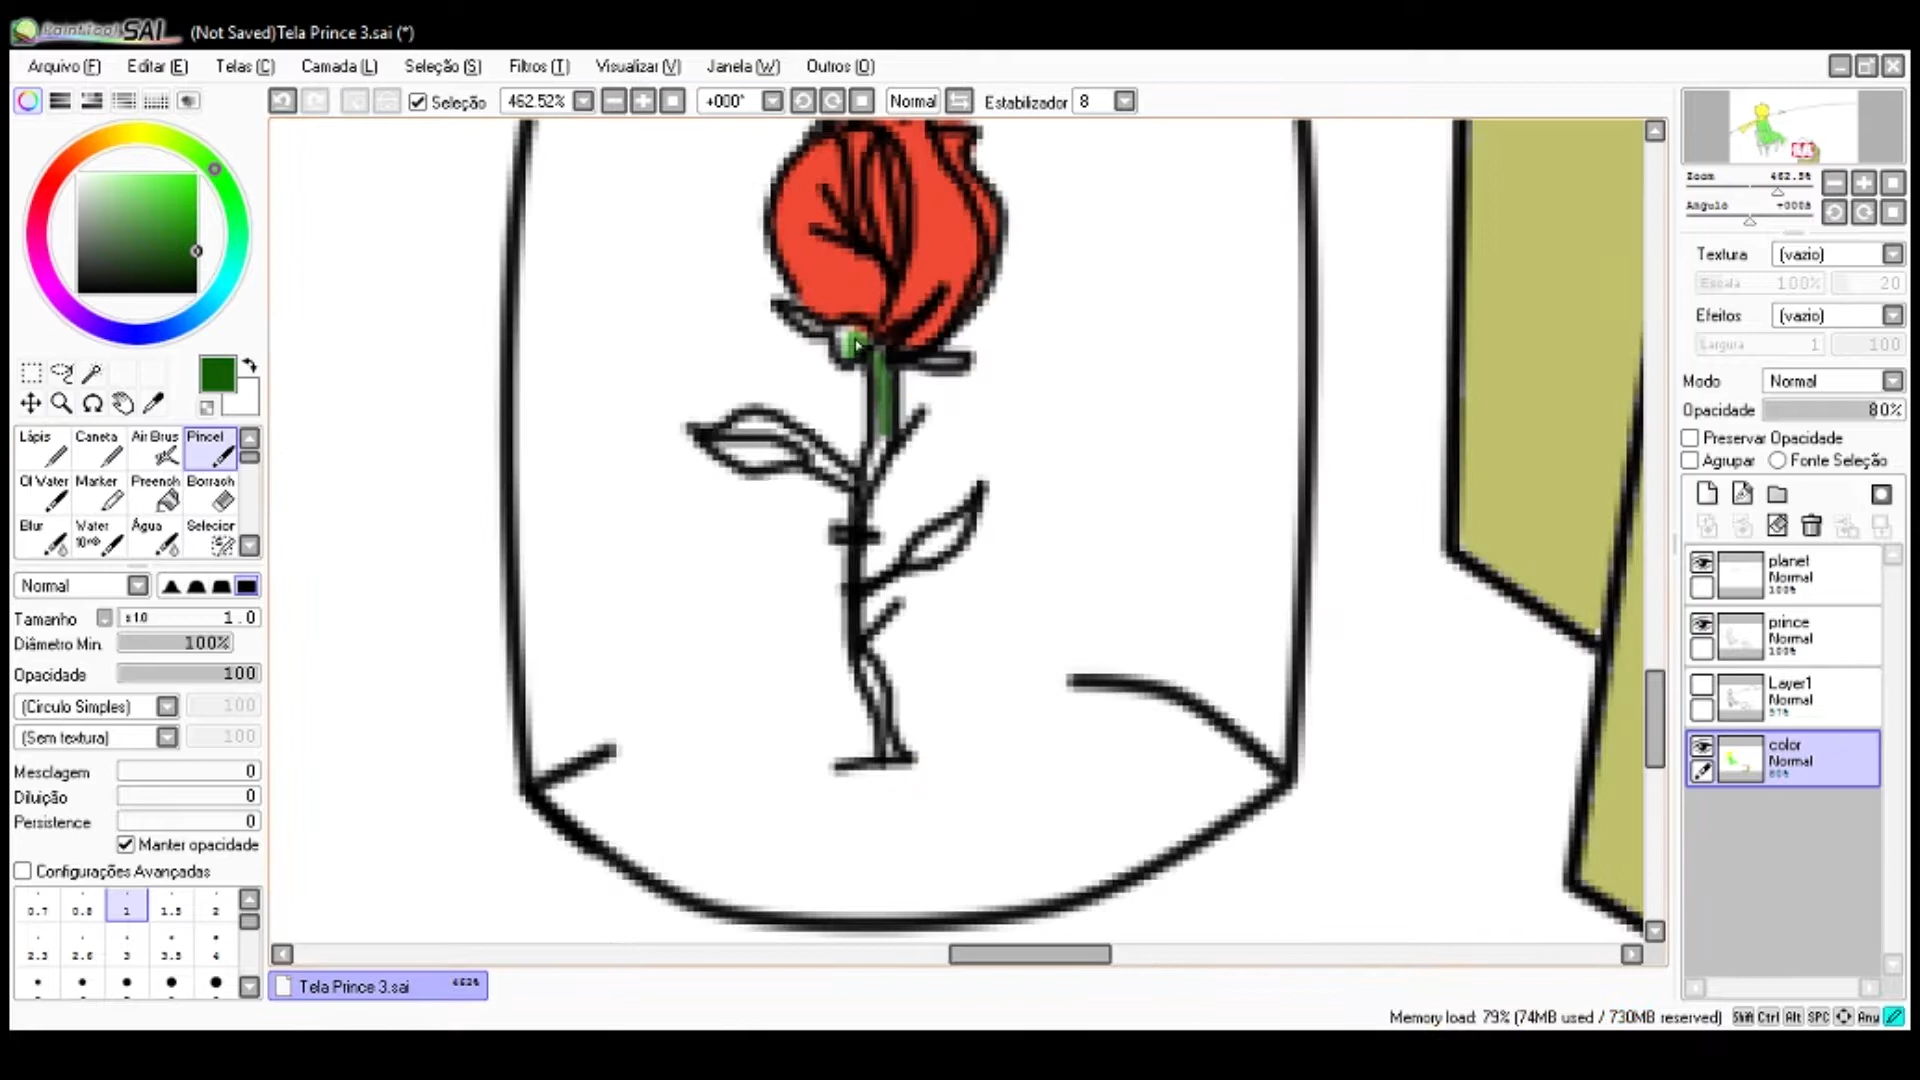 PaintTool SAI (Not Saved)Tela Prince 3.sai (*)
Arquivo (F) Editar (E) Telas (C) Camada (L) Seleção (S) Filtros (T) Visualizar (V) Janela (W) Outros (O)
Seleção 462.52% +000° Normal Estabilizador 8
Zoom 462.5%
Angulo +000°
Textura (vazio)
Escala 100% 20
Efeitos (vazio)
Largura 1 100
Modo Normal
Opacidade 80%
Preservar Opacidade
Agrupar Fonte Seleção
Lápis Caneta Air Brus Pincel
Ol Water Marker Preench Borrach
Blur Water Água Selecior
Normal
Tamanho x1.0 1.0
Diâmetro Min. 100%
Opacidade 100
(Circulo Simples) 100
(Sem textura) 100
Mesclagem 0
Diluição 0
Persistence 0
Manter opacidade
Configurações Avançadas
0.7 0.8 1 1.5 2
2.3 2.6 3 3.5 4
planet
Normal
100%
prince
Normal
100%
Layer1
Normal
color
Normal
80%
Tela Prince 3.sai 462%
Memory load: 79% (74MB used / 730MB reserved) Shift Ctrl Alt SPC Any